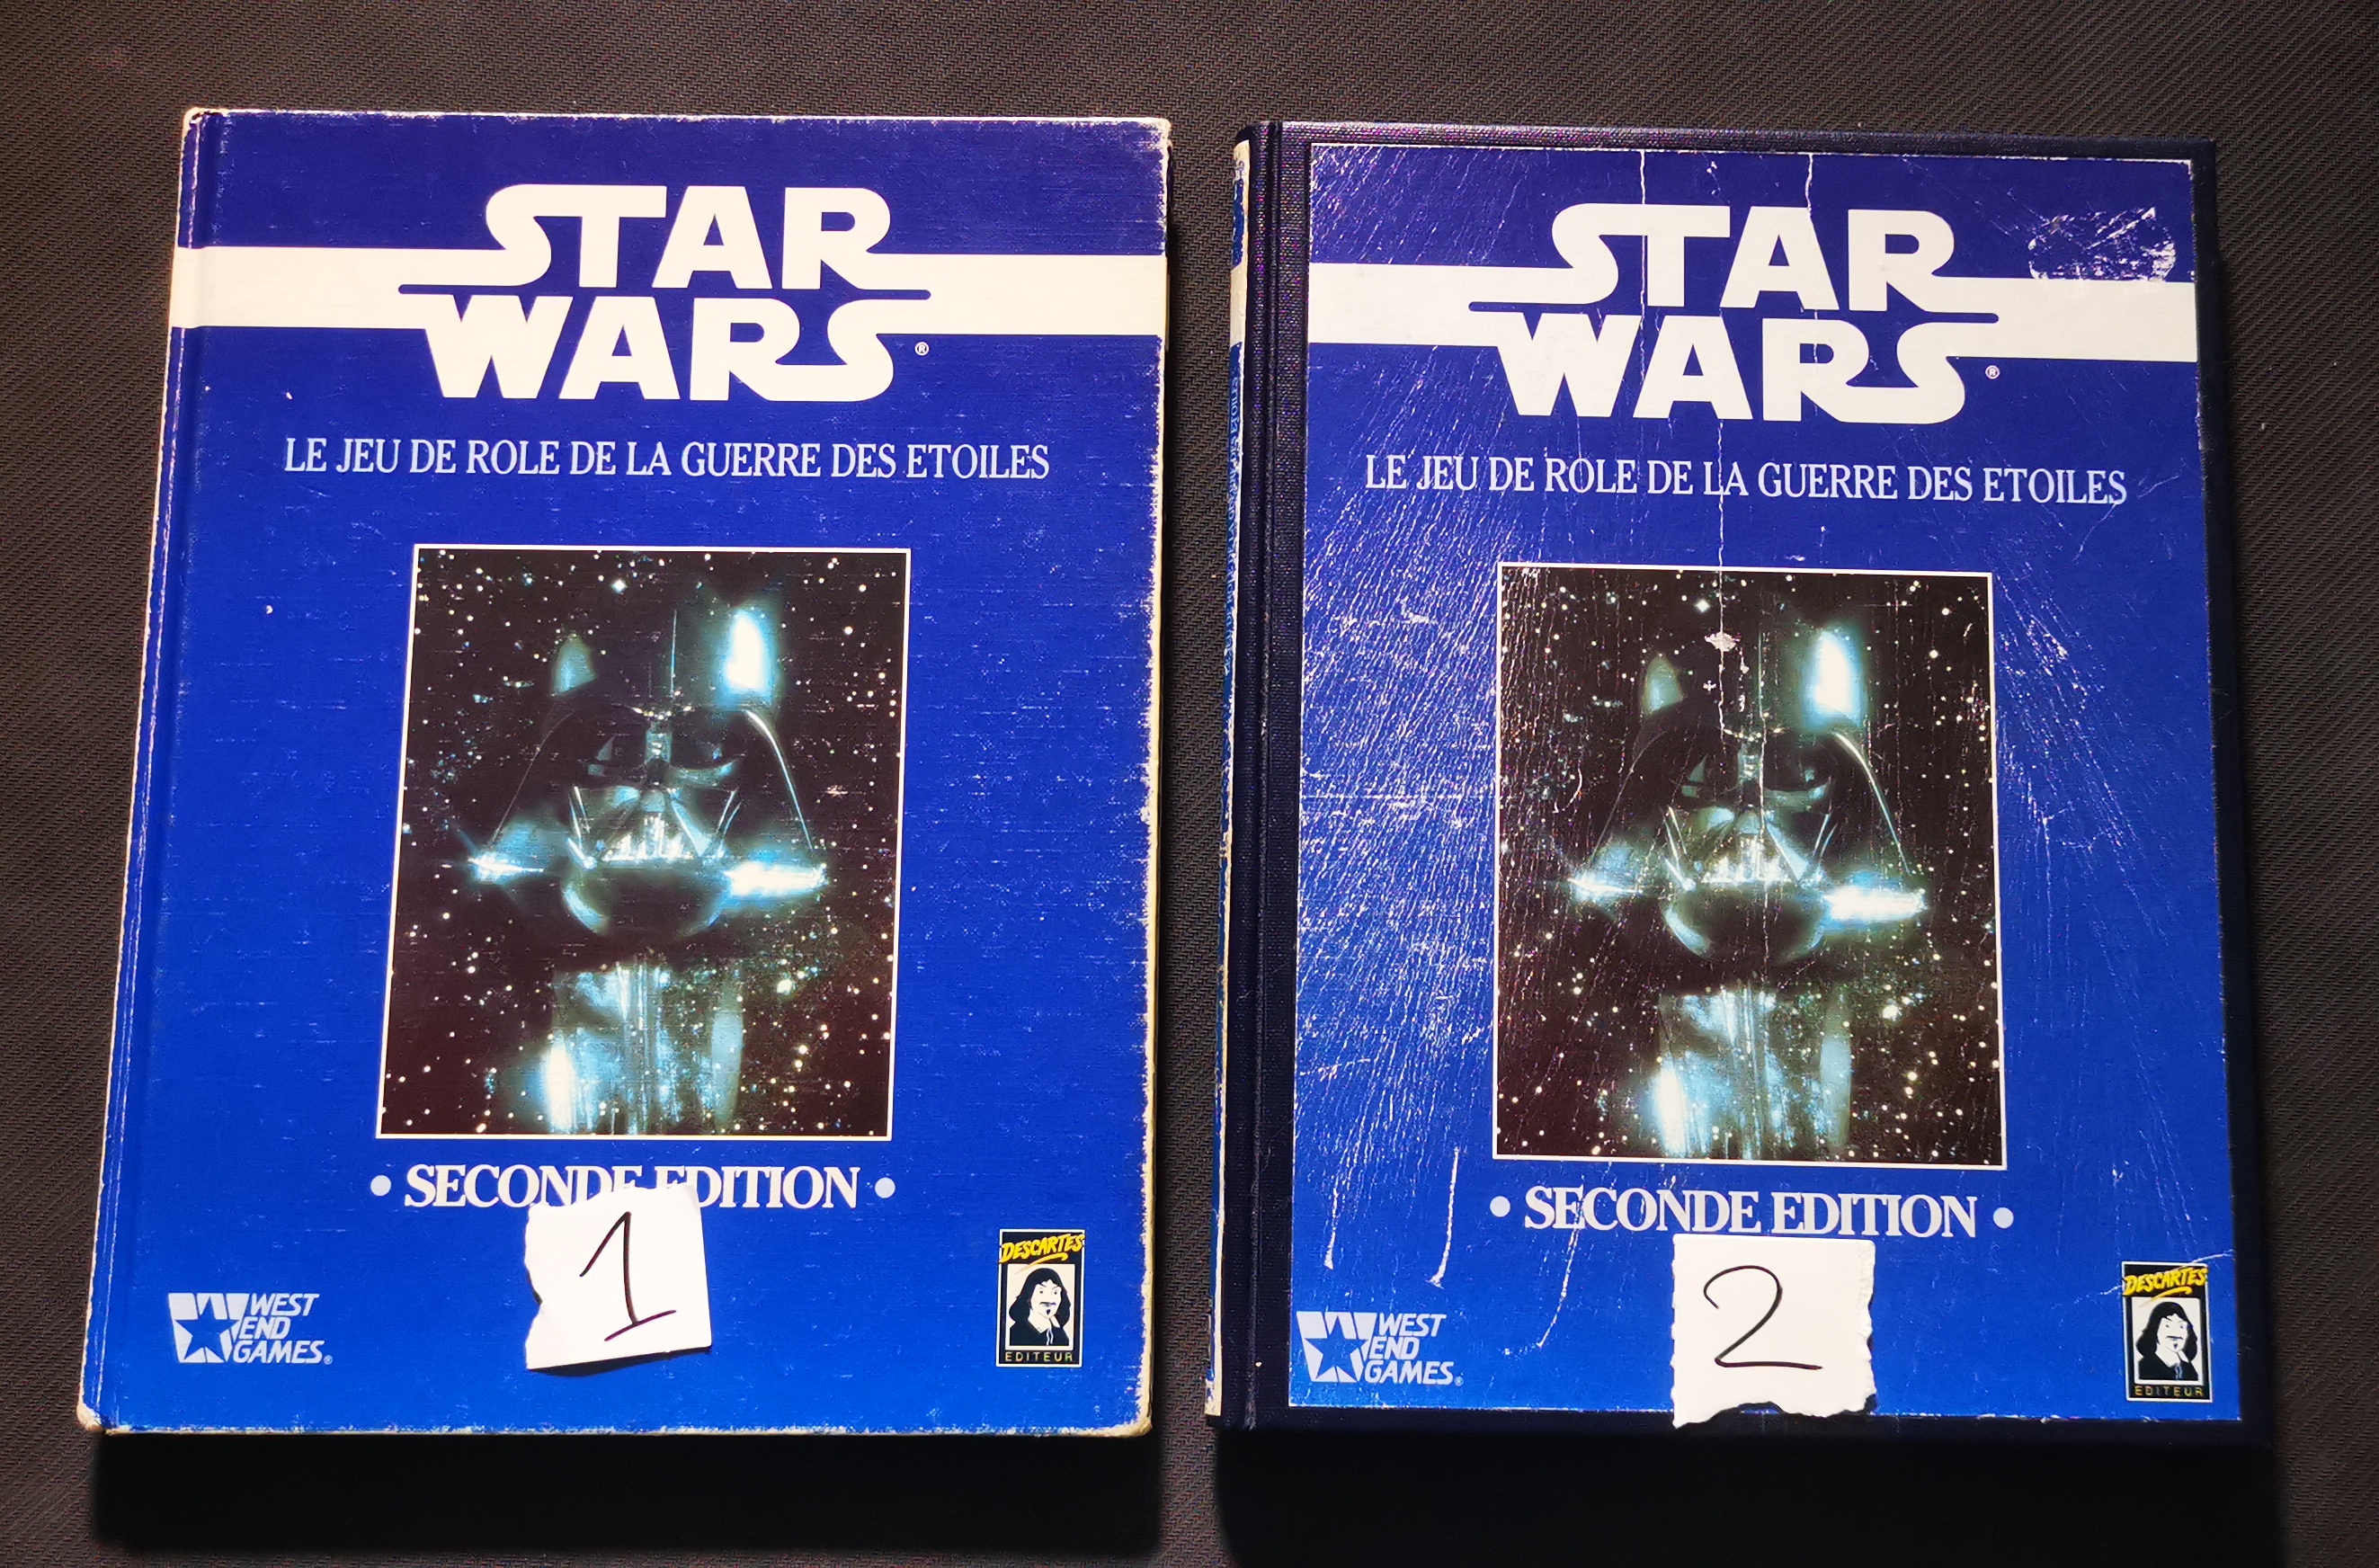 STAR
WARS®
LE JEU DE ROLE DE LA GUERRE DES ETOILES
• SECONDE EDITION •
1
WEST
END
GAMES®
DESCARTES
EDITEUR
STAR
WARS®
LE JEU DE ROLE DE LA GUERRE DES ETOILES
• SECONDE EDITION •
2
WEST
END
GAMES®
DESCARTES
EDITEUR